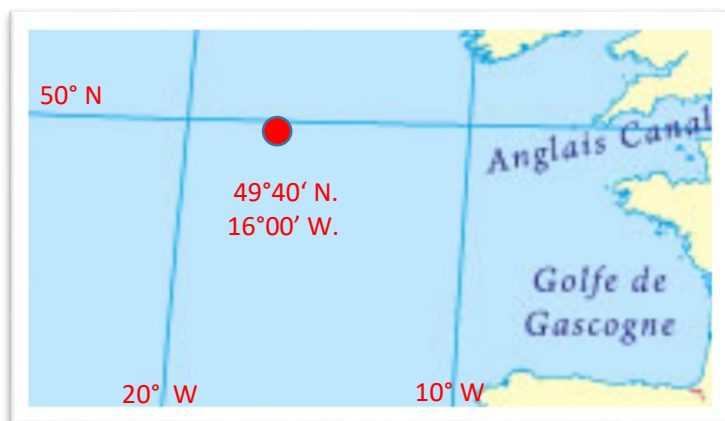 50° N
49°40‘ N.
16°00’ W.
Anglais Canal
Golfe de
Gascogne
20° W
10° W